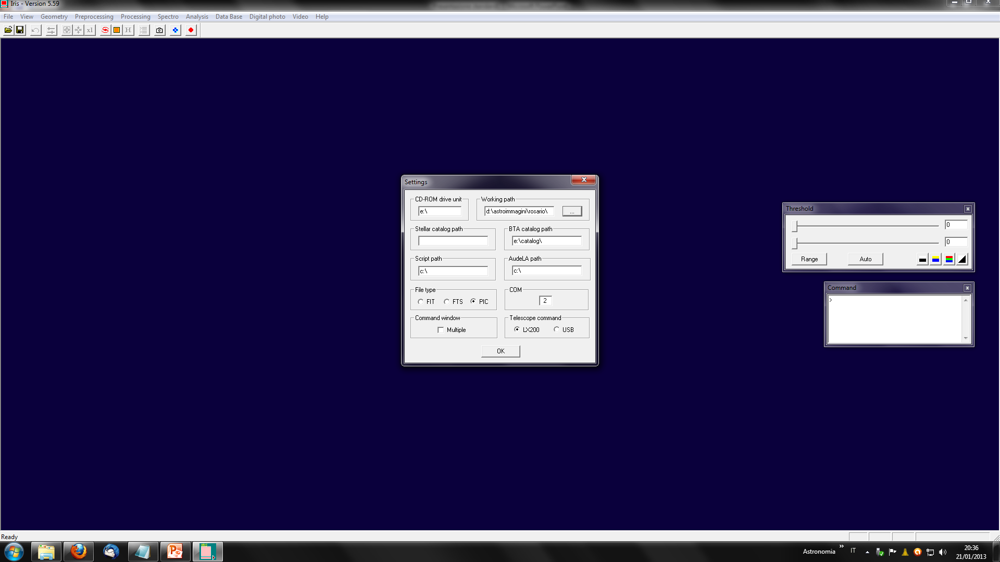 Iris - Version 5.59
File View Geometry Preprocessing Processing Spectro Analysis Data Base Digital photo Video Help
x1 H
Settings
CD-ROM drive unit
e:\
Working path
d:\astroimmagini\rosario\
...
Stellar catalog path
BTA catalog path
e:\catalog\
Script path
c:\
AudeLA path
c:\
File type
FIT FTS PIC
COM
2
Command window
Multiple
Telescope command
LX200 USB
OK
Threshold
0
0
Range Auto
Command
>
Ready
IRIS
Astronomia » IT
20:36
21/01/2013